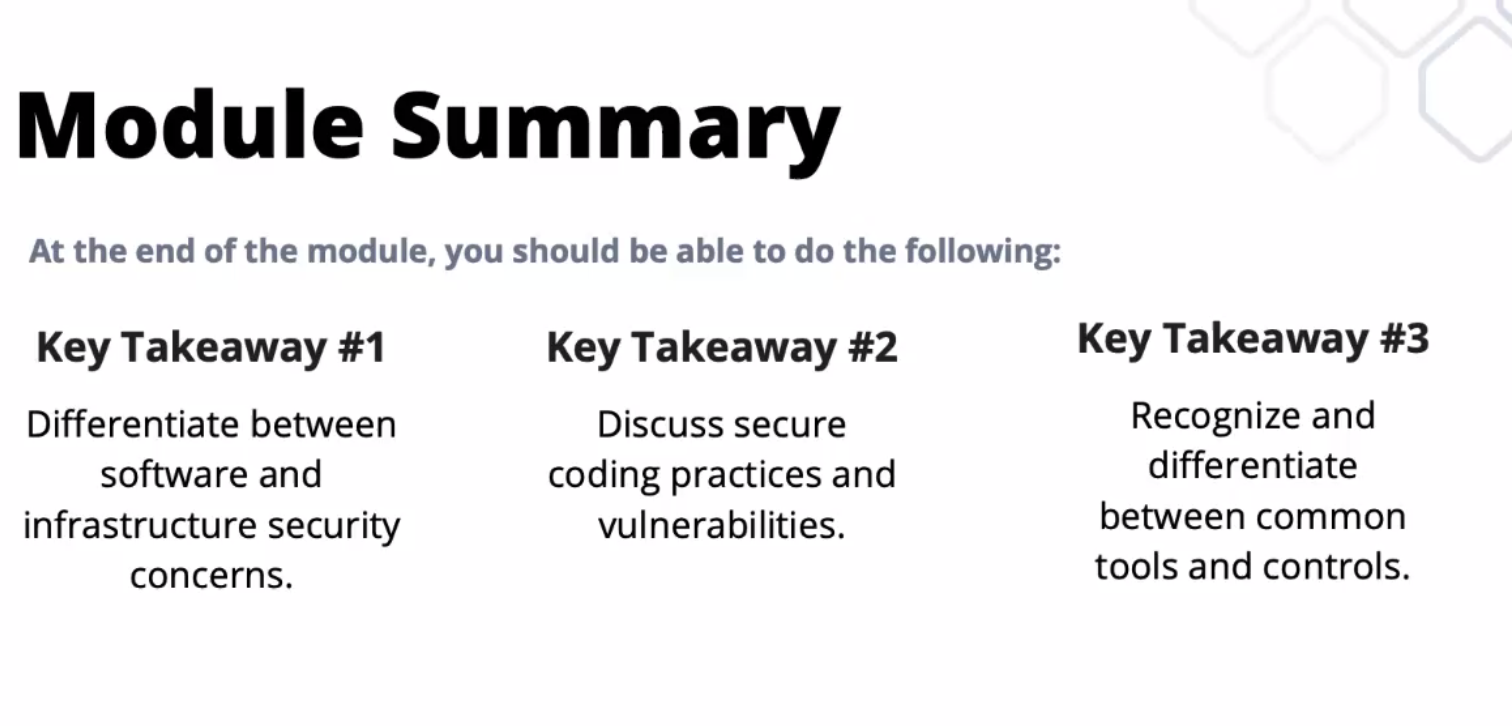 Module Summary
At the end of the module, you should be able to do the following:
Key Takeaway #1
Differentiate between
software and
infrastructure security
concerns.
Key Takeaway #2
Discuss secure
coding practices and
vulnerabilities.
Key Takeaway #3
Recognize and
differentiate
between common
tools and controls.